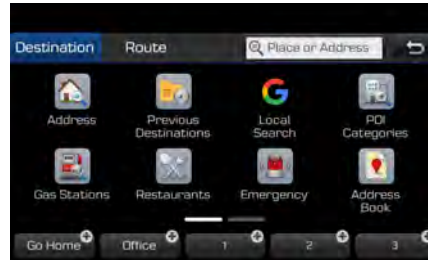 Destination Route Place or Address
Address Previous Destinations Local Search POI Categories
Gas Stations Restaurants Emergency Address Book
Go Home Office 1 2 3